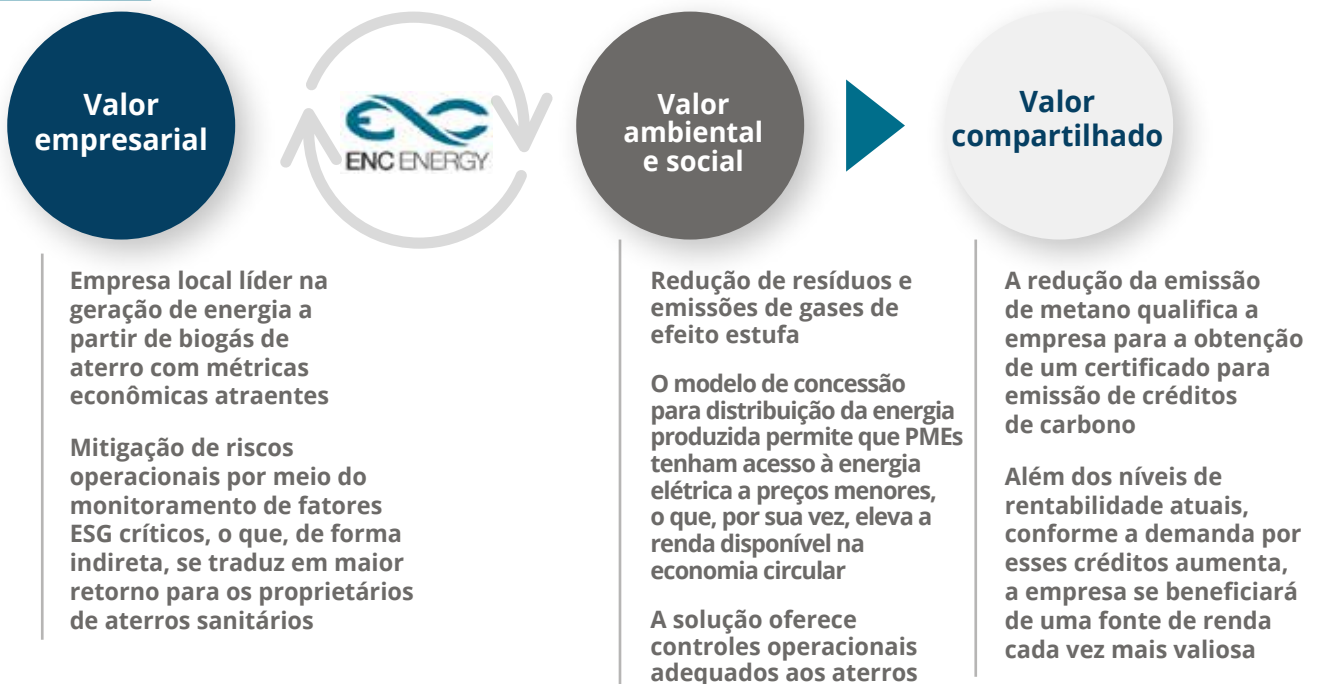 Valor
empresarial
ENC ENERGY
Valor
ambiental
e social
Valor
compartilhado
Empresa local líder na
geração de energia a
partir de biogás de
aterro com métricas
econômicas atraentes
Mitigação de riscos
operacionais por meio do
monitoramento de fatores
ESG críticos, o que, de forma
indireta, se traduz em maior
retorno para os proprietários
de aterros sanitários
Redução de resíduos e
emissões de gases de
efeito estufa
O modelo de concessão
para distribuição da energia
produzida permite que PMEs
tenham acesso à energia
elétrica a preços menores,
o que, por sua vez, eleva a
renda disponível na
economia circular
A solução oferece
controles operacionais
adequados aos aterros
A redução da emissão
de metano qualifica a
empresa para a obtenção
de um certificado para
emissão de créditos
de carbono
Além dos níveis de
rentabilidade atuais,
conforme a demanda por
esses créditos aumenta,
a empresa se beneficiará
de uma fonte de renda
cada vez mais valiosa